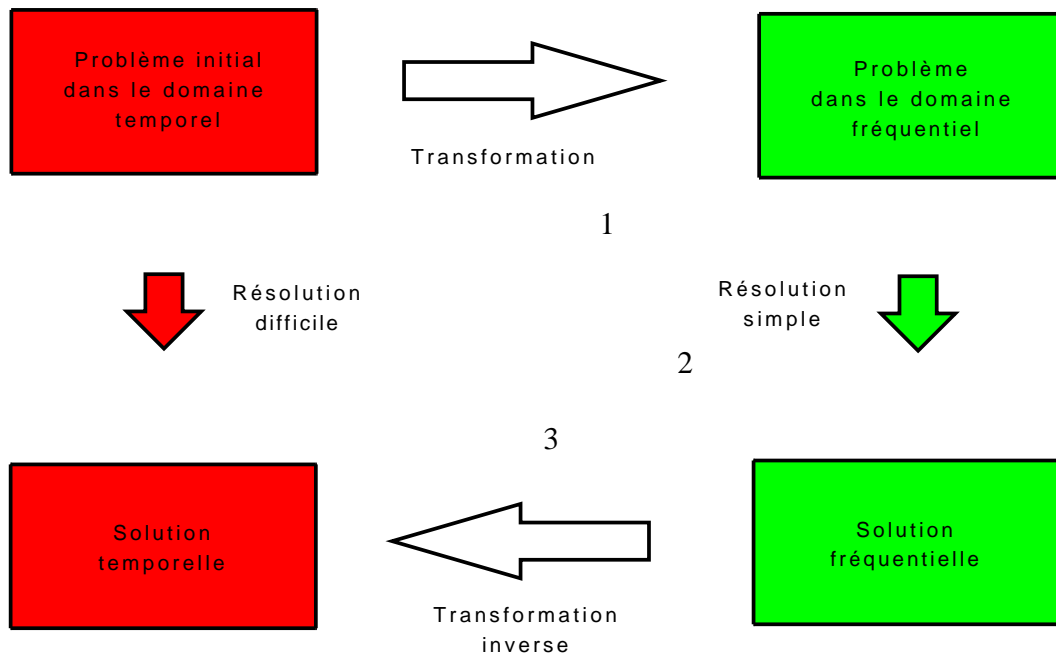 Problème initial
dans le domaine
temporel
Transformation
Problème
dans le domaine
fréquentiel
1
Résolution
difficile
Résolution
simple
2
3
Solution
temporelle
Transformation
inverse
Solution
fréquentielle